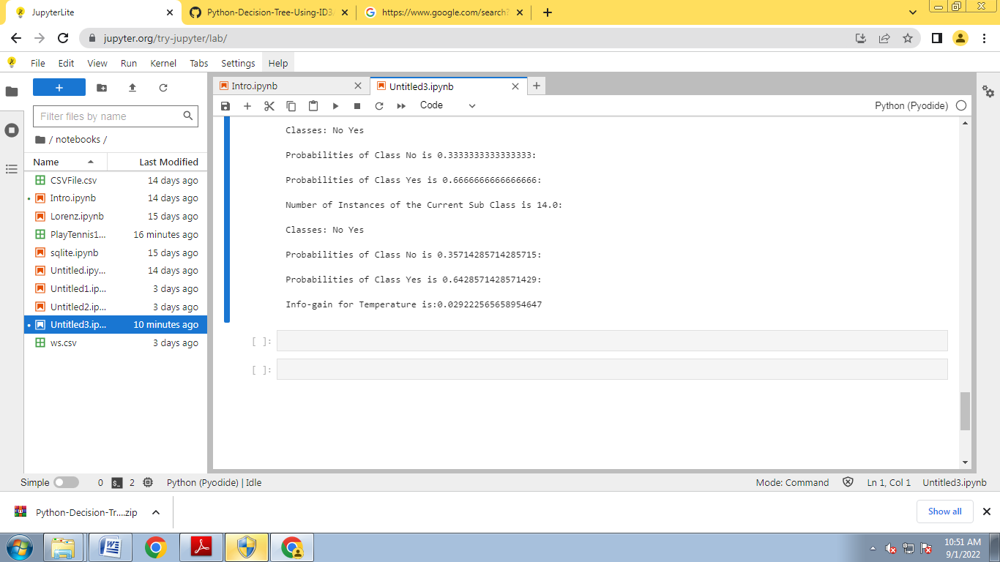 JupyterLite
Python-Decision-Tree-Using-ID3
https://www.google.com/search?
jupyter.org/try-jupyter/lab/
File Edit View Run Kernel Tabs Settings Help
Intro.ipynb
Untitled3.ipynb
Code
Python (Pyodide)
Filter files by name
/ notebooks /
Name Last Modified
CSVFile.csv 14 days ago
Intro.ipynb 14 days ago
Lorenz.ipynb 15 days ago
PlayTennis1... 16 minutes ago
sqlite.ipynb 15 days ago
Untitled.ipy... 14 days ago
Untitled1.ip... 3 days ago
Untitled2.ip... 3 days ago
Untitled3.ip... 10 minutes ago
ws.csv 3 days ago
Classes: No Yes
Probabilities of Class No is 0.3333333333333333:
Probabilities of Class Yes is 0.6666666666666666:
Number of Instances of the Current Sub Class is 14.0:
Classes: No Yes
Probabilities of Class No is 0.35714285714285715:
Probabilities of Class Yes is 0.6428571428571429:
Info-gain for Temperature is:0.029222565658954647
[ ]:
[ ]:
Simple 0 2 Python (Pyodide) | Idle Mode: Command Ln 1, Col 1 Untitled3.ipynb
Python-Decision-Tr....zip Show all
10:51 AM
9/1/2022